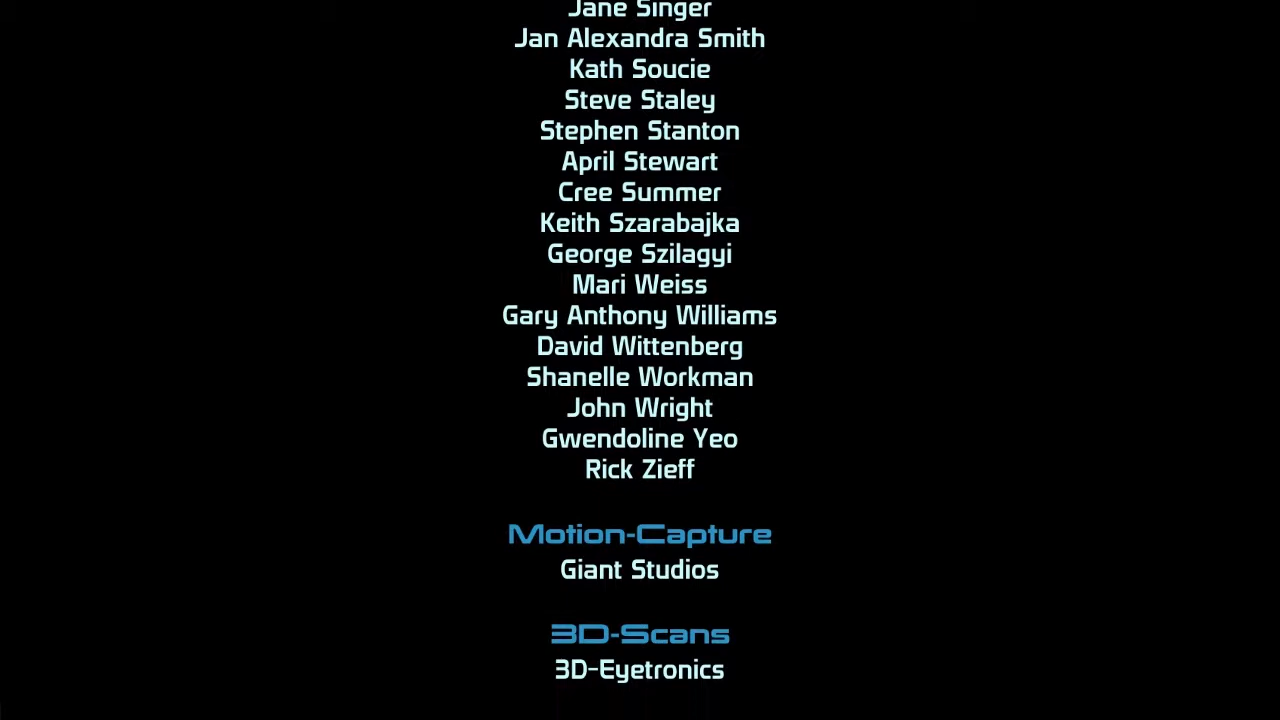 Jane Singer
Jan Alexandra Smith
Kath Soucie
Steve Staley
Stephen Stanton
April Stewart
Cree Summer
Keith Szarabajka
George Szilagyi
Mari Weiss
Gary Anthony Williams
David Wittenberg
Shanelle Workman
John Wright
Gwendoline Yeo
Rick Zieff
Motion-Capture
Giant Studios
3D-Scans
3D-Eyetronics